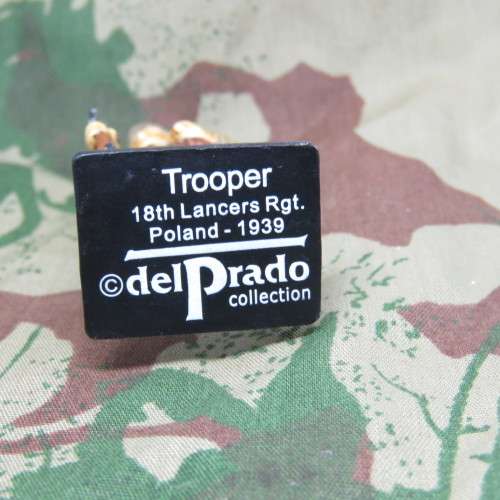 Trooper
18th Lancers Rgt.
Poland - 1939
©delPrado
collection